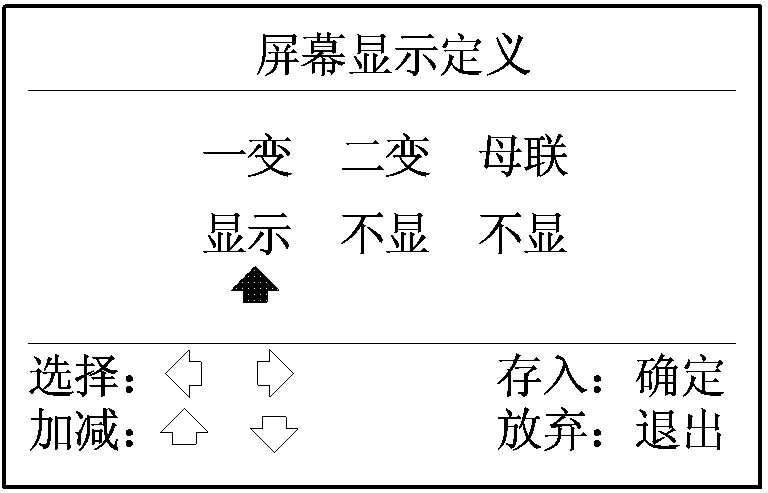 屏幕显示定义
一变 二变 母联
显示 不显 不显
选择： 存入：确定
加减： 放弃：退出